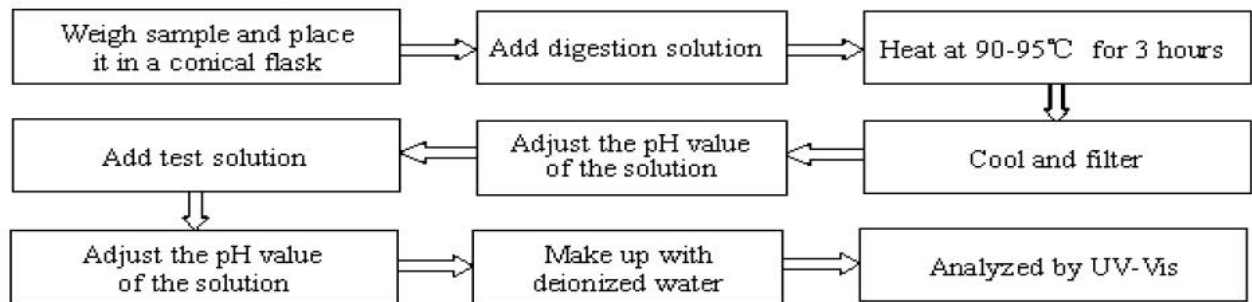 Weigh sample and place
it in a conical flask
Add digestion solution
Heat at 90-95℃ for 3 hours
Cool and filter
Adjust the pH value
of the solution
Add test solution
Adjust the pH value
of the solution
Make up with
deionized water
Analyzed by UV-Vis